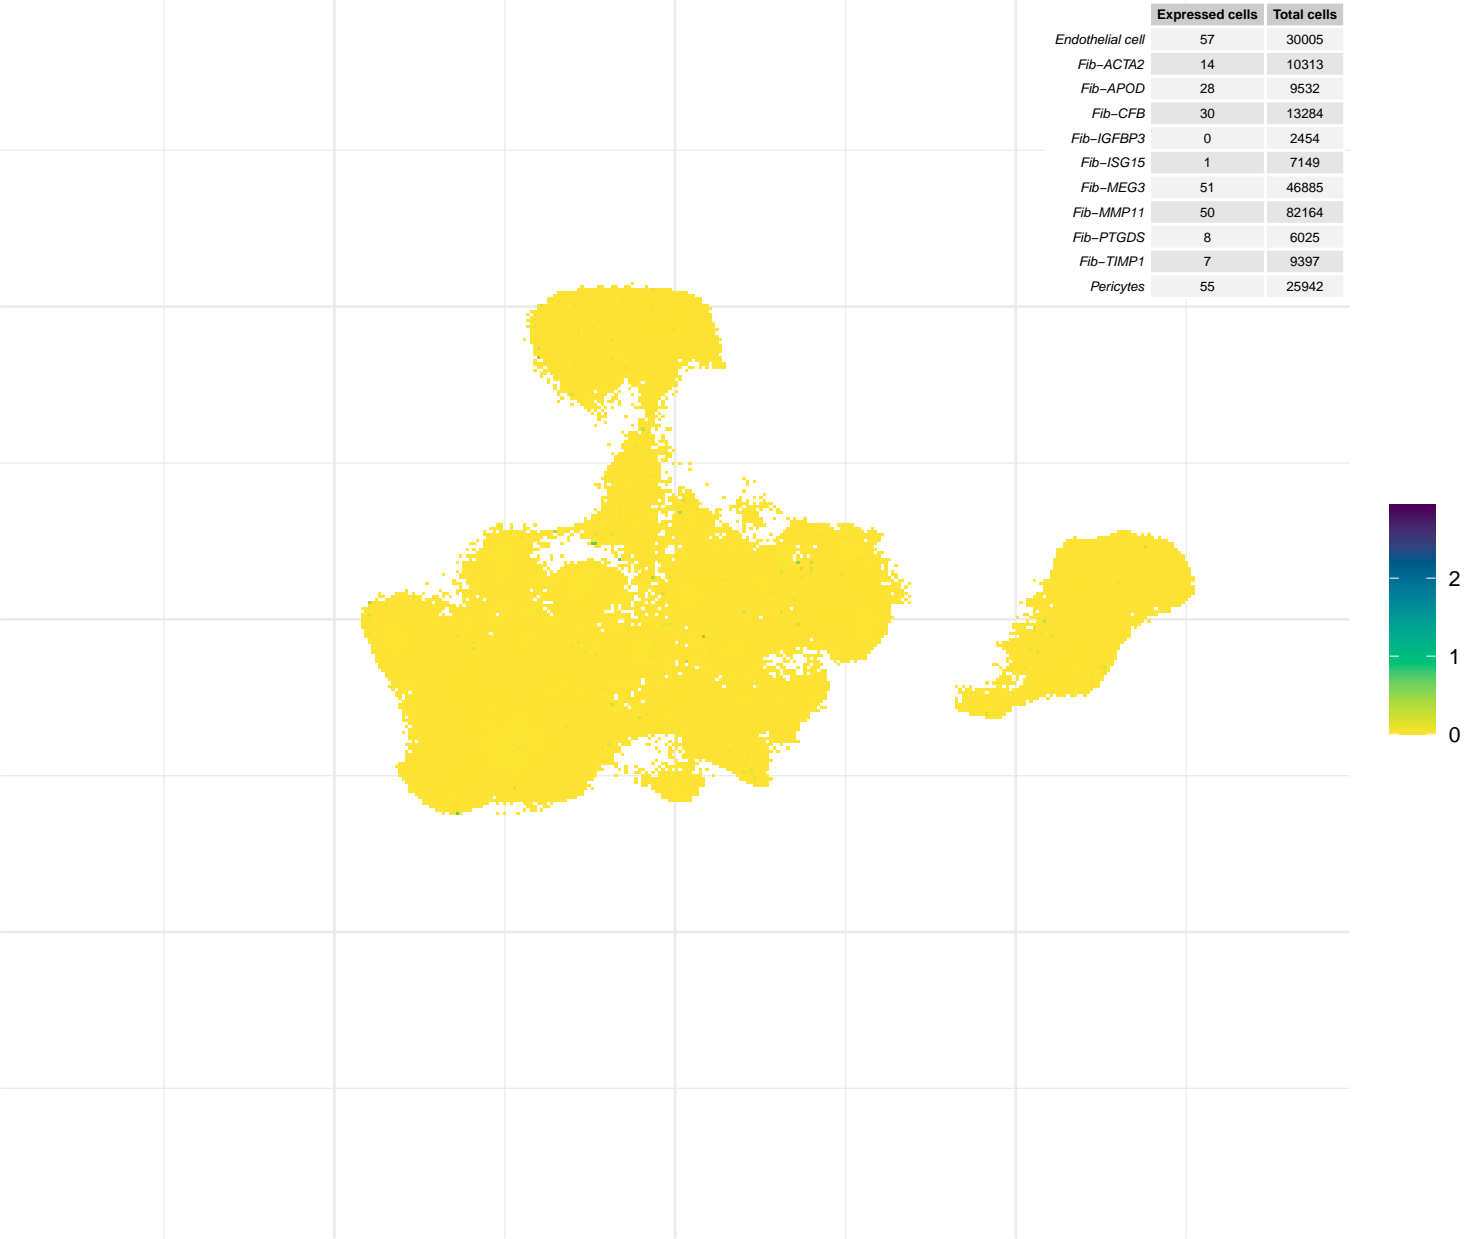 Expressed cells Total cells
Endothelial cell 57 30005
Fib−ACTA2 14 10313
Fib−APOD 28 9532
Fib−CFB 30 13284
Fib−IGFBP3 0 2454
Fib−ISG15 1 7149
Fib−MEG3 51 46885
Fib−MMP11 50 82164
Fib−PTGDS 8 6025
Fib−TIMP1 7 9397
Pericytes 55 25942
2
1
0